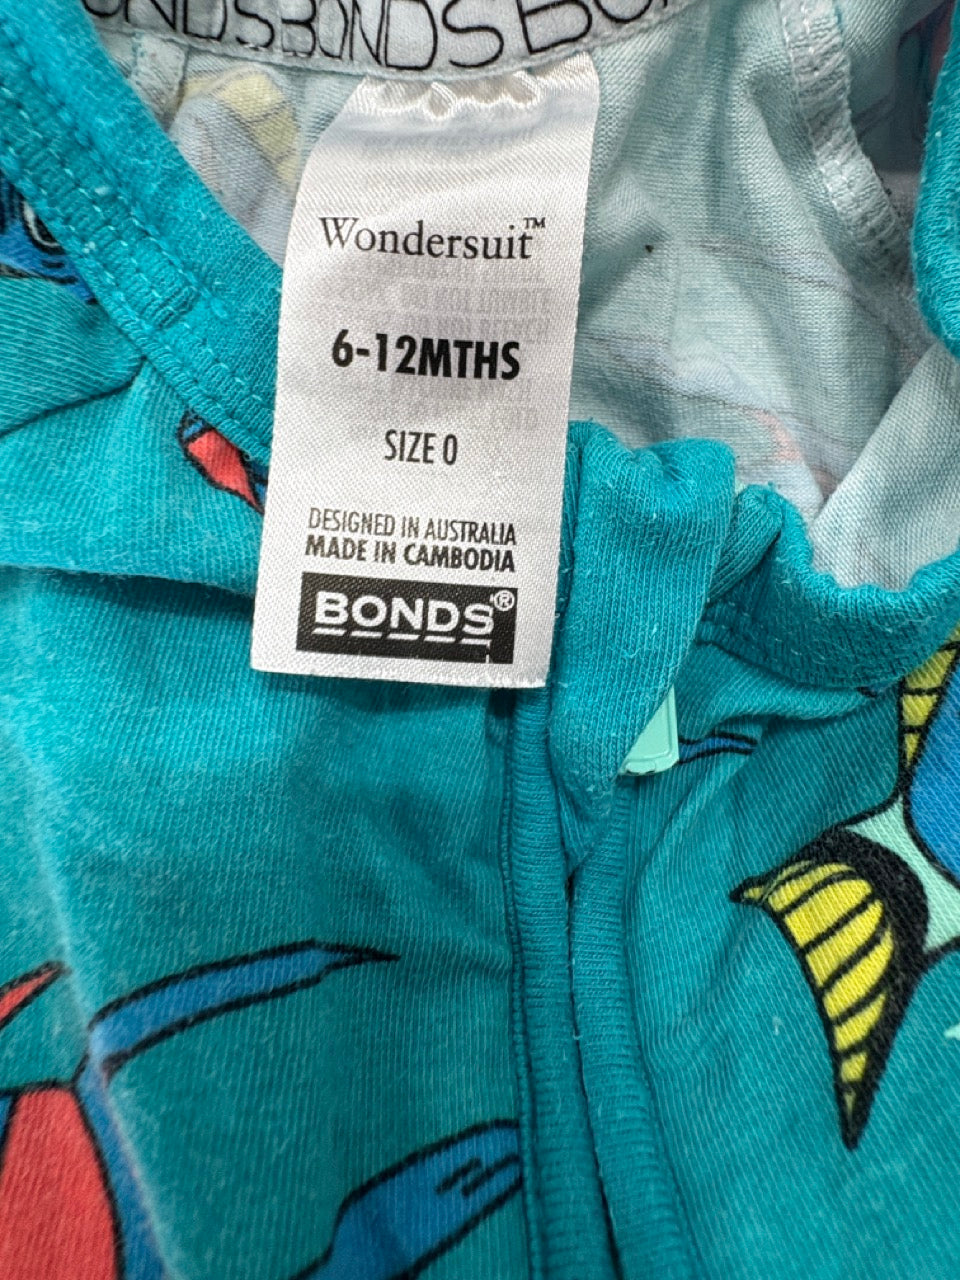 BONDSBONDSBO
Wondersuit™
6-12MTHS
SIZE 0
DESIGNED IN AUSTRALIA
MADE IN CAMBODIA
BONDS®